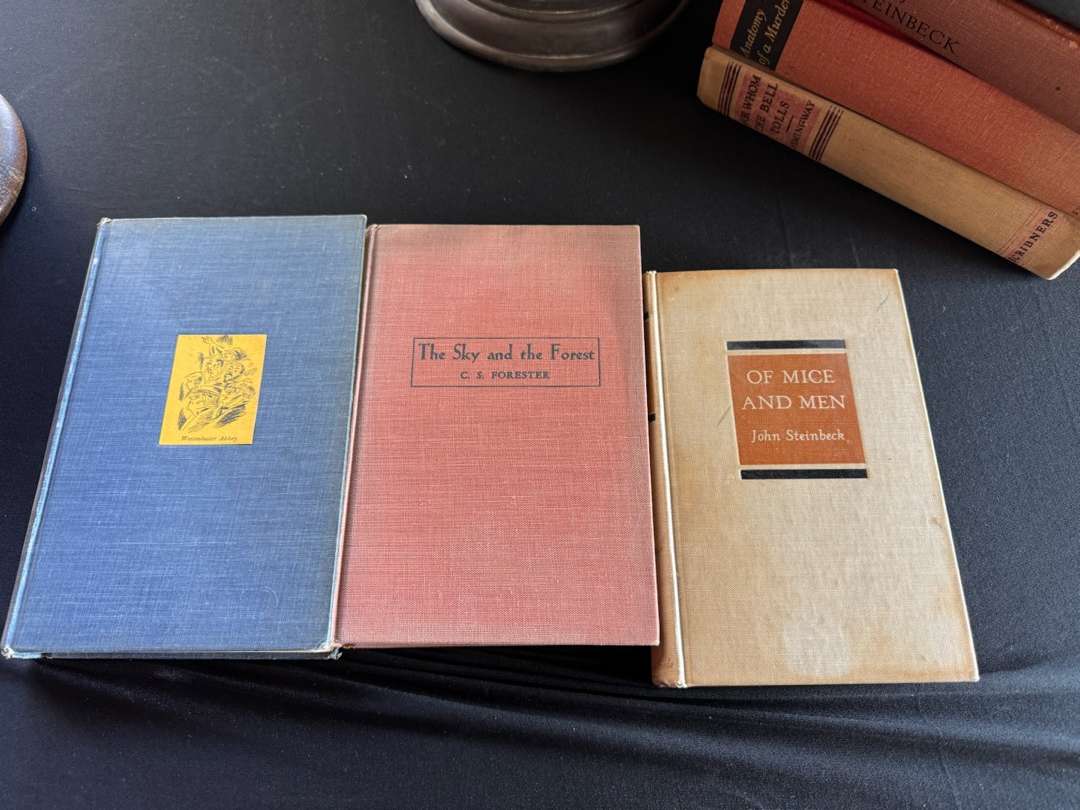 STEINBECK
Anatomy
of a Murder
WHOM
THE BELL
TOLLS
HEMINGWAY
SCRIBNERS
Westminster Abbey
The Sky and the Forest
C. S. FORESTER
OF MICE
AND MEN
John Steinbeck